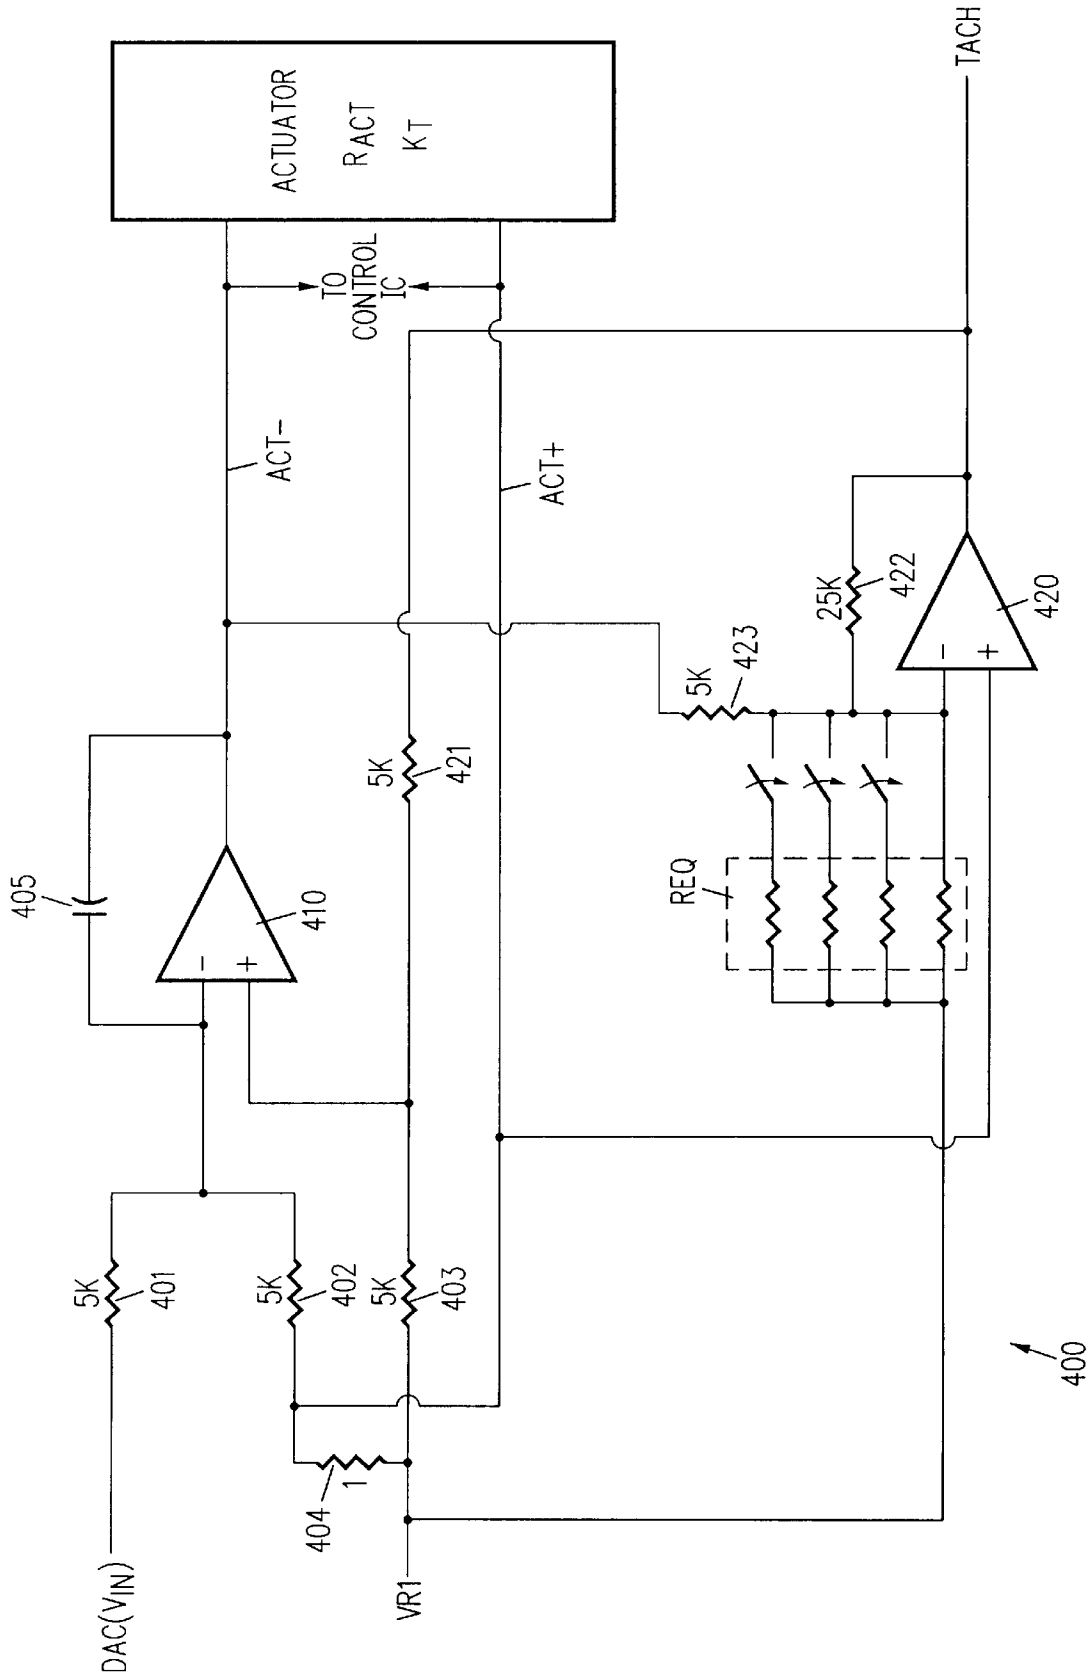 ACTUATOR
RACT
KT
TO
CONTROL
IC
ACT-
ACT+
TACH
405
-
+
410
5K
421
5K
423
25K
422
-
+
420
REQ
5K
401
5K
402
5K
403
404
1
DAC(VIN)
VR1
400